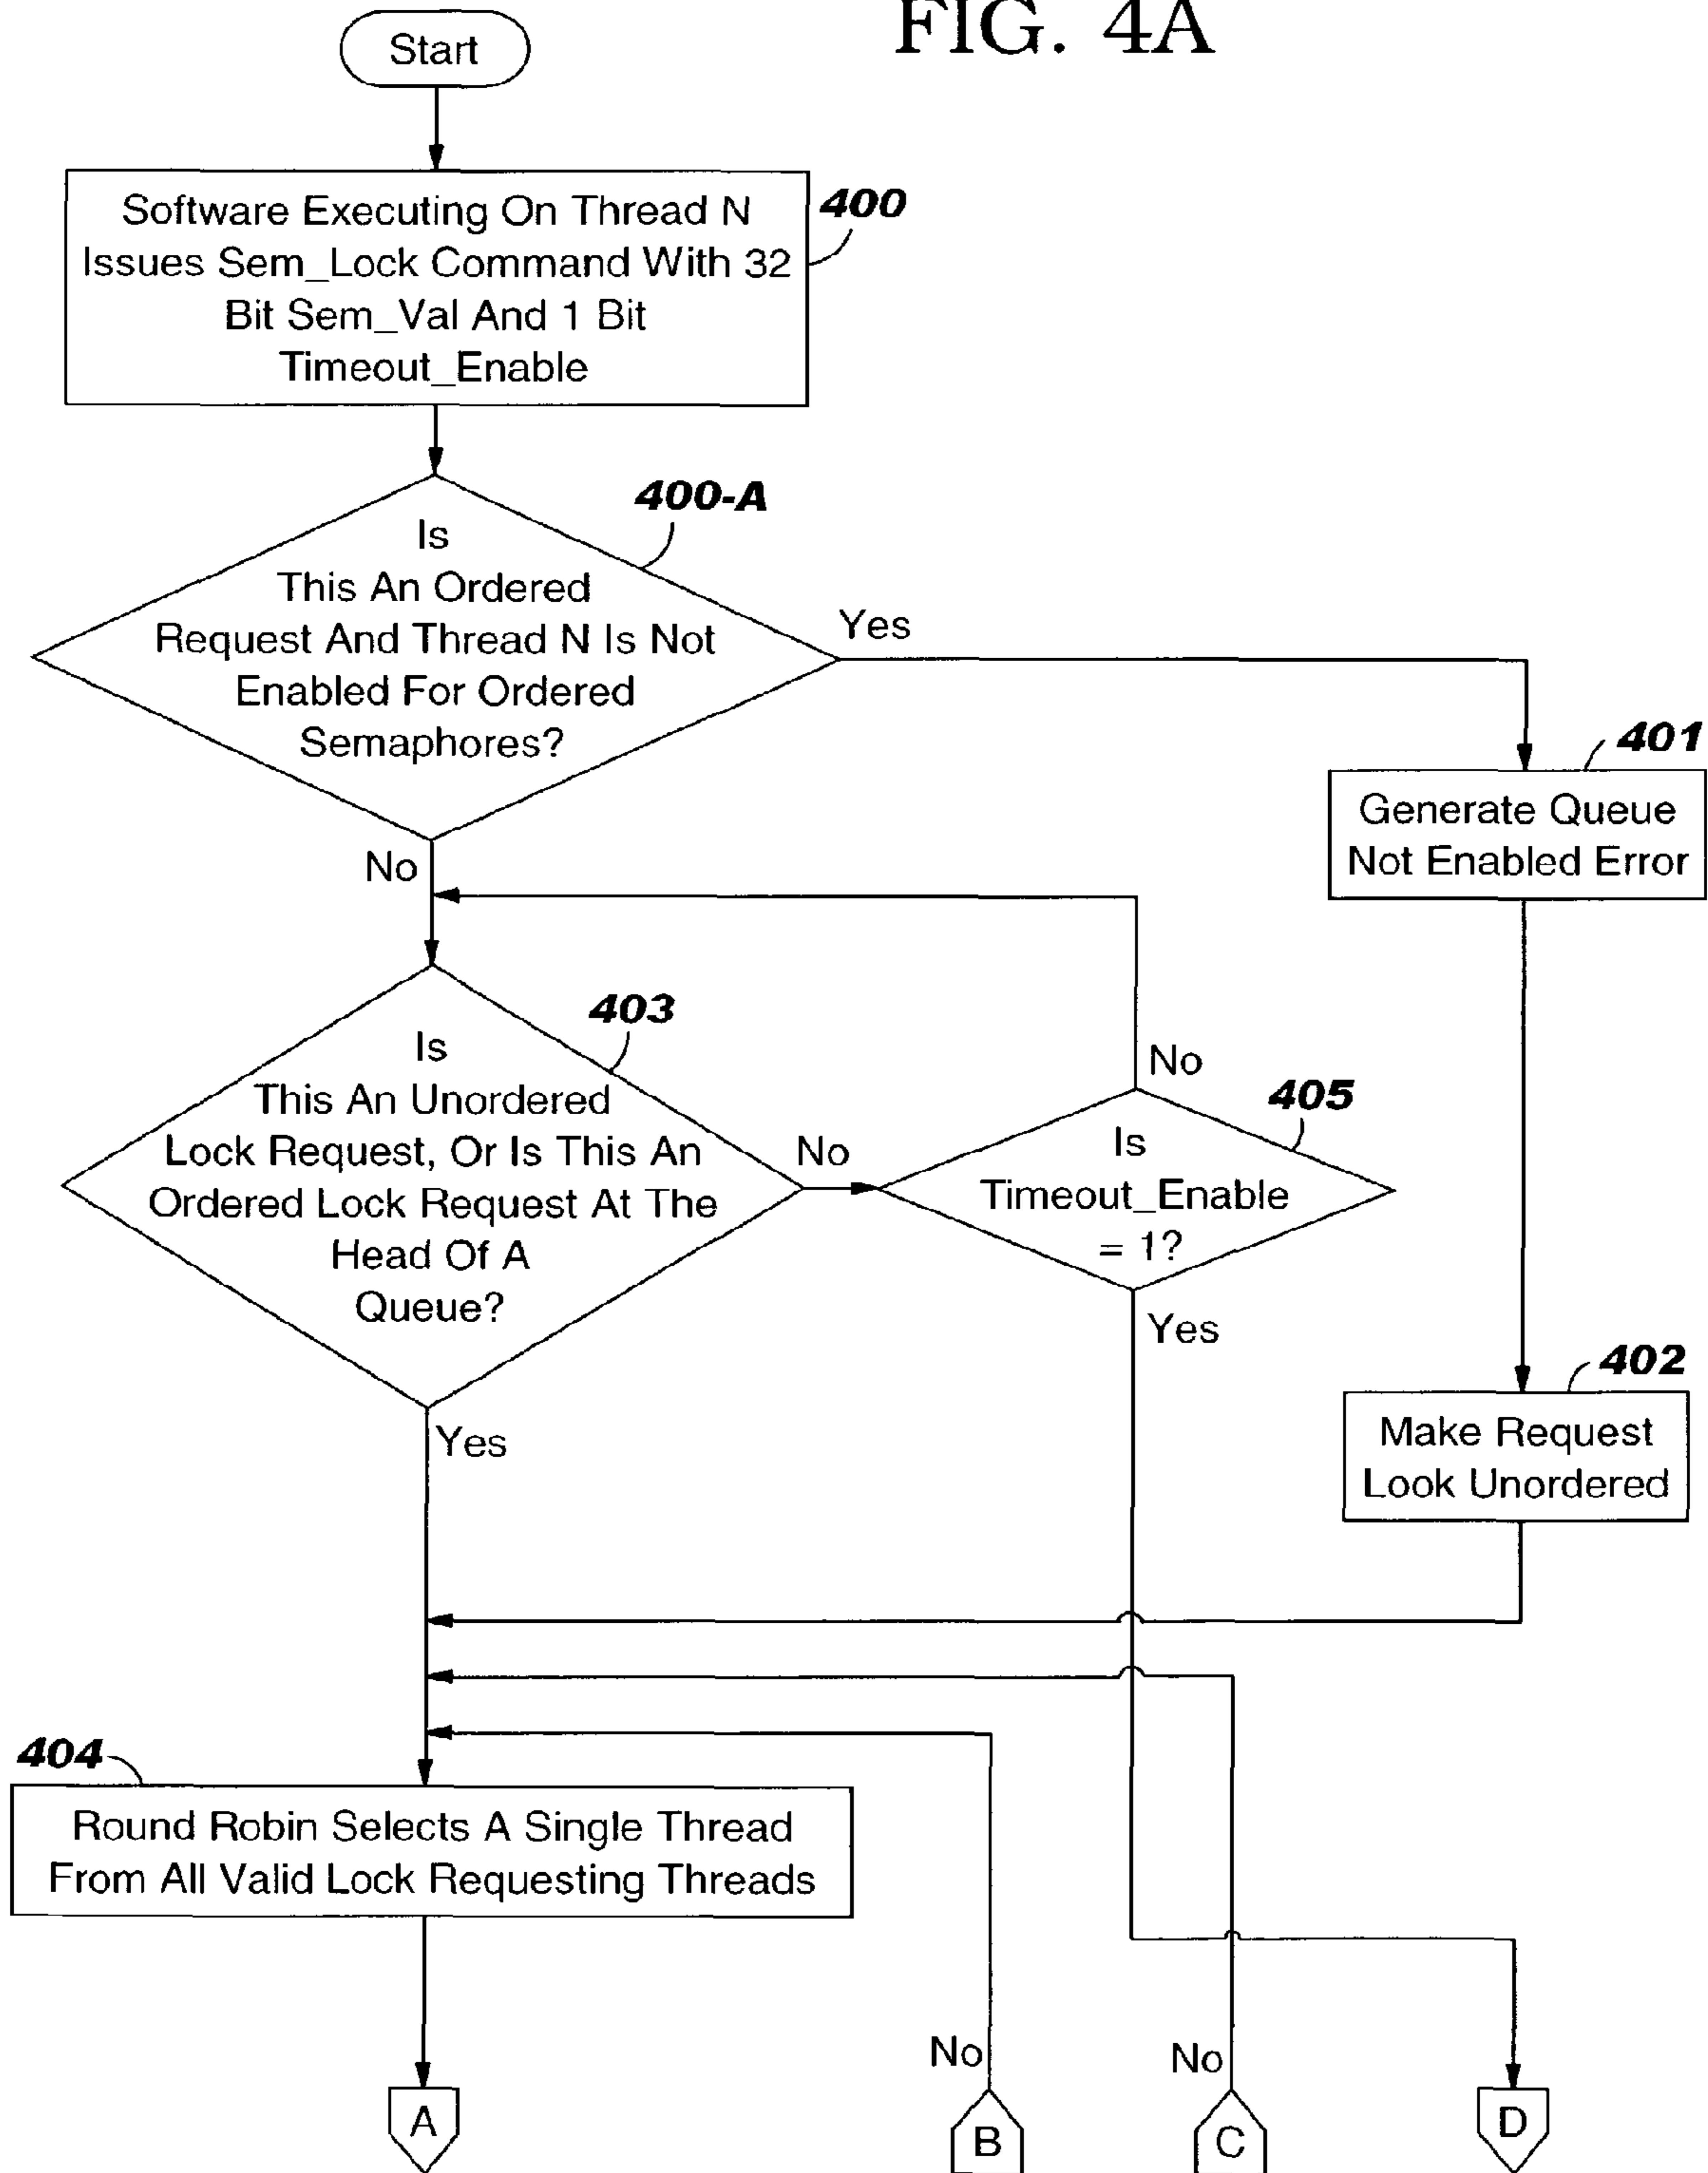 FIG. 4A
Start
400
Software Executing On Thread N
Issues Sem_Lock Command With 32
Bit Sem_Val And 1 Bit
Timeout_Enable
400-A
Is
This An Ordered
Request And Thread N Is Not
Enabled For Ordered
Semaphores?
Yes
No
401
Generate Queue
Not Enabled Error
403
Is
This An Unordered
Lock Request, Or Is This An
Ordered Lock Request At The
Head Of A
Queue?
No
Yes
405
Is
Timeout_Enable
= 1?
No
Yes
402
Make Request
Look Unordered
404
Round Robin Selects A Single Thread
From All Valid Lock Requesting Threads
No
No
A
B
C
D